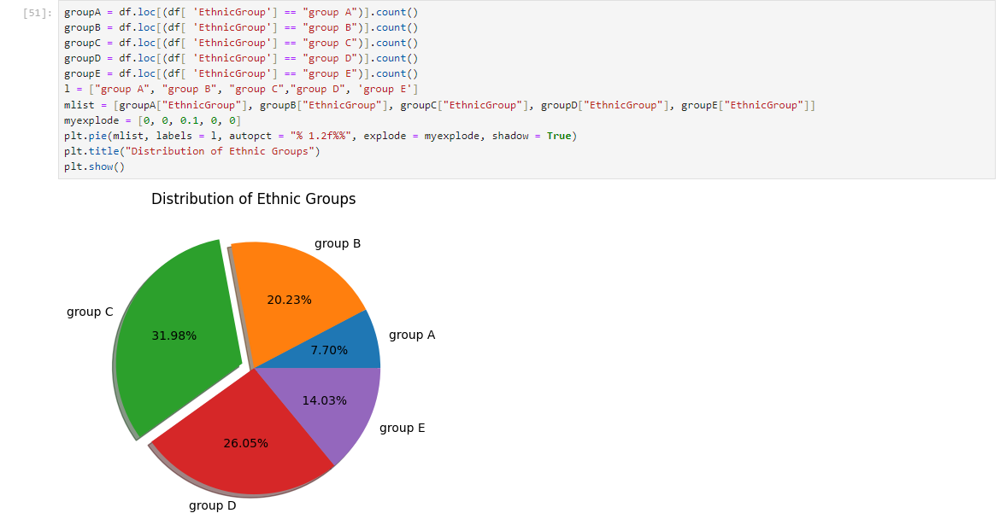 [51]: groupA = df.loc[(df[ 'EthnicGroup'] == "group A")].count()
groupB = df.loc[(df[ 'EthnicGroup'] == "group B")].count()
groupC = df.loc[(df[ 'EthnicGroup'] == "group C")].count()
groupD = df.loc[(df[ 'EthnicGroup'] == "group D")].count()
groupE = df.loc[(df[ 'EthnicGroup'] == "group E")].count()
l = ["group A", "group B", "group C","group D", 'group E']
mlist = [groupA["EthnicGroup"], groupB["EthnicGroup"], groupC["EthnicGroup"], groupD["EthnicGroup"], groupE["EthnicGroup"]]
myexplode = [0, 0, 0.1, 0, 0]
plt.pie(mlist, labels = l, autopct = "% 1.2f%%", explode = myexplode, shadow = True)
plt.title("Distribution of Ethnic Groups")
plt.show()
Distribution of Ethnic Groups
group B
20.23%
group C
31.98%
group A
7.70%
14.03%
group E
26.05%
group D